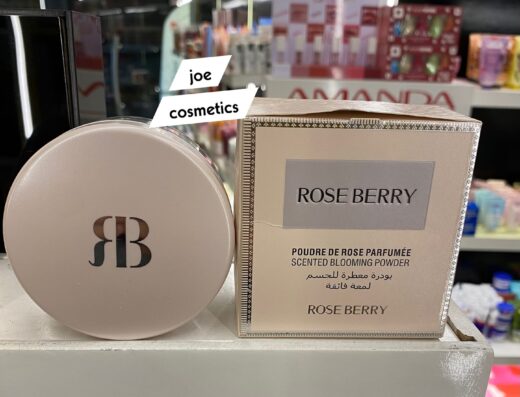 joe
cosmetics
AMANDA
RB
ROSE BERRY
POUDRE DE ROSE PARFUMÉE
SCENTED BLOOMING POWDER
بودرة معطرة للجسم
لمعة فائقة
ROSE BERRY